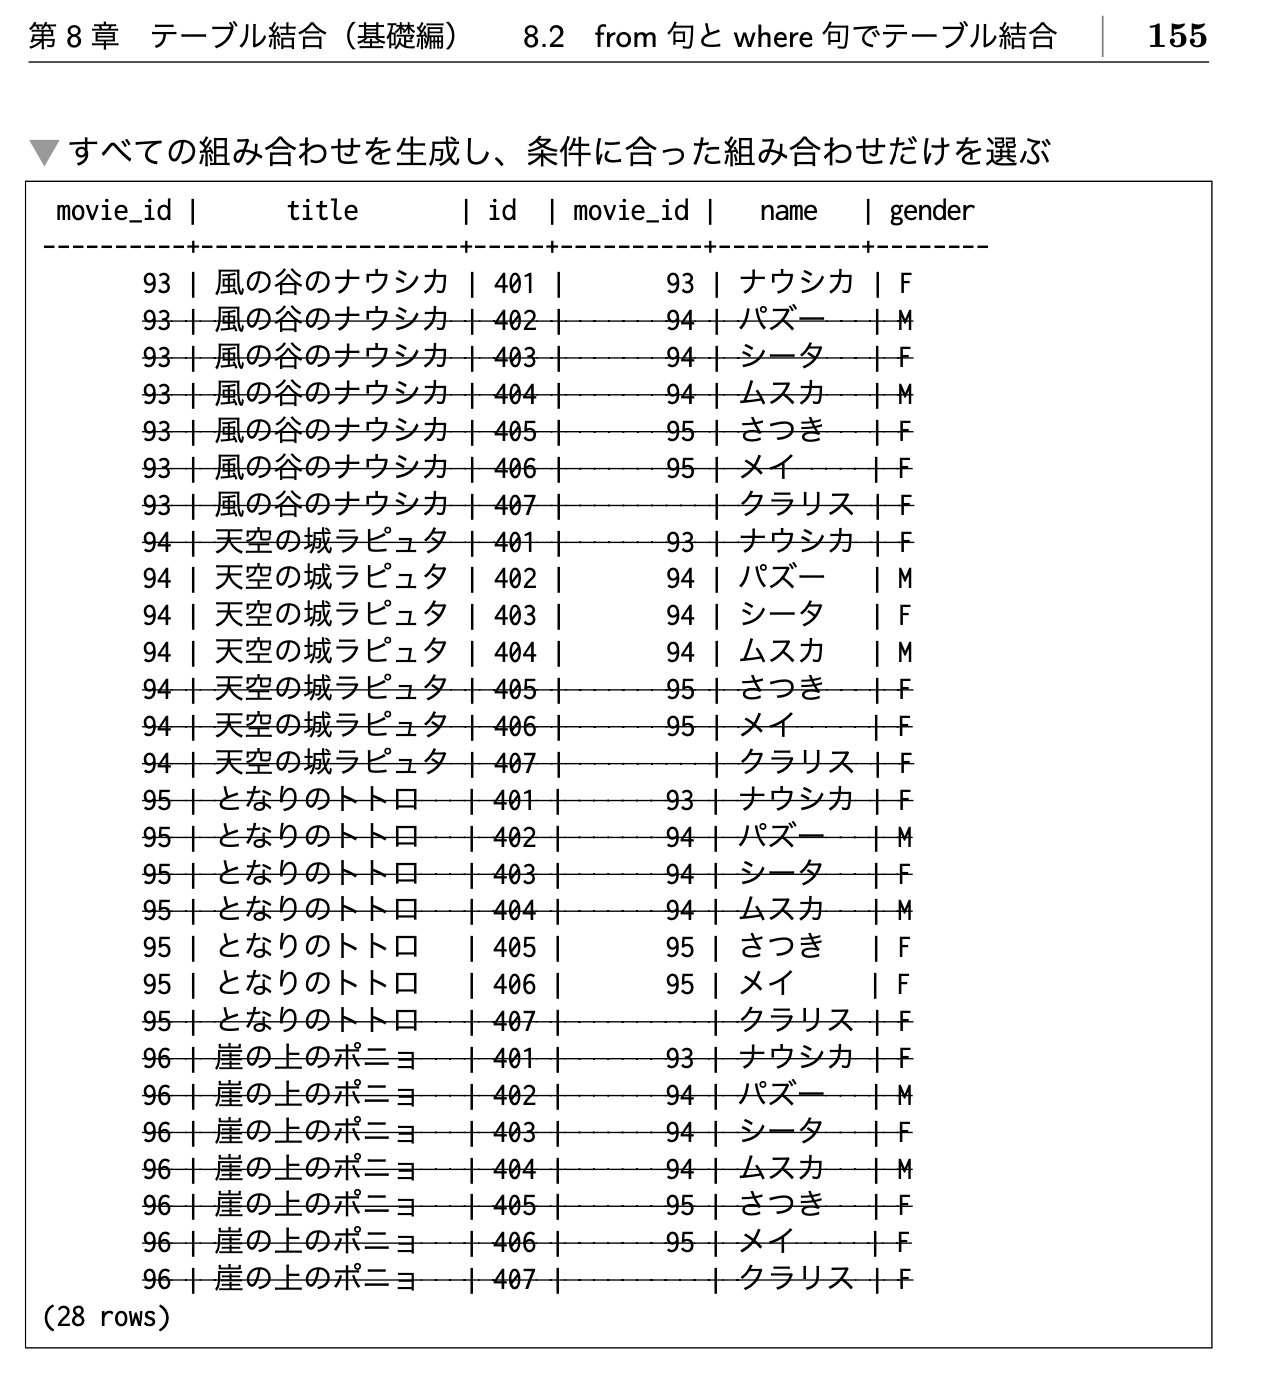 第 8 章　テーブル結合（基礎編）　　8.2　from 句と where 句でテーブル結合　155
▼すべての組み合わせを生成し、条件に合った組み合わせだけを選ぶ
 movie_id |      title       | id  | movie_id |   name   | gender
----------+------------------+-----+----------+----------+--------
       93 | 風の谷のナウシカ | 401 |       93 | ナウシカ | F
       93 | 風の谷のナウシカ | 402 |       94 | パズー   | M
       93 | 風の谷のナウシカ | 403 |       94 | シータ   | F
       93 | 風の谷のナウシカ | 404 |       94 | ムスカ   | M
       93 | 風の谷のナウシカ | 405 |       95 | さつき   | F
       93 | 風の谷のナウシカ | 406 |       95 | メイ     | F
       93 | 風の谷のナウシカ | 407 |          | クラリス | F
       94 | 天空の城ラピュタ | 401 |       93 | ナウシカ | F
       94 | 天空の城ラピュタ | 402 |       94 | パズー   | M
       94 | 天空の城ラピュタ | 403 |       94 | シータ   | F
       94 | 天空の城ラピュタ | 404 |       94 | ムスカ   | M
       94 | 天空の城ラピュタ | 405 |       95 | さつき   | F
       94 | 天空の城ラピュタ | 406 |       95 | メイ     | F
       94 | 天空の城ラピュタ | 407 |          | クラリス | F
       95 | となりのトトロ   | 401 |       93 | ナウシカ | F
       95 | となりのトトロ   | 402 |       94 | パズー   | M
       95 | となりのトトロ   | 403 |       94 | シータ   | F
       95 | となりのトトロ   | 404 |       94 | ムスカ   | M
       95 | となりのトトロ   | 405 |       95 | さつき   | F
       95 | となりのトトロ   | 406 |       95 | メイ     | F
       95 | となりのトトロ   | 407 |          | クラリス | F
       96 | 崖の上のポニョ   | 401 |       93 | ナウシカ | F
       96 | 崖の上のポニョ   | 402 |       94 | パズー   | M
       96 | 崖の上のポニョ   | 403 |       94 | シータ   | F
       96 | 崖の上のポニョ   | 404 |       94 | ムスカ   | M
       96 | 崖の上のポニョ   | 405 |       95 | さつき   | F
       96 | 崖の上のポニョ   | 406 |       95 | メイ     | F
       96 | 崖の上のポニョ   | 407 |          | クラリス | F
(28 rows)